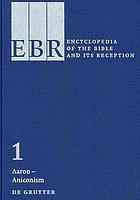 EBR
ENCYCLOPEDIA
OF THE BIBLE
AND ITS RECEPTION
1
Aaron –
Aniconism
DE GRUYTER